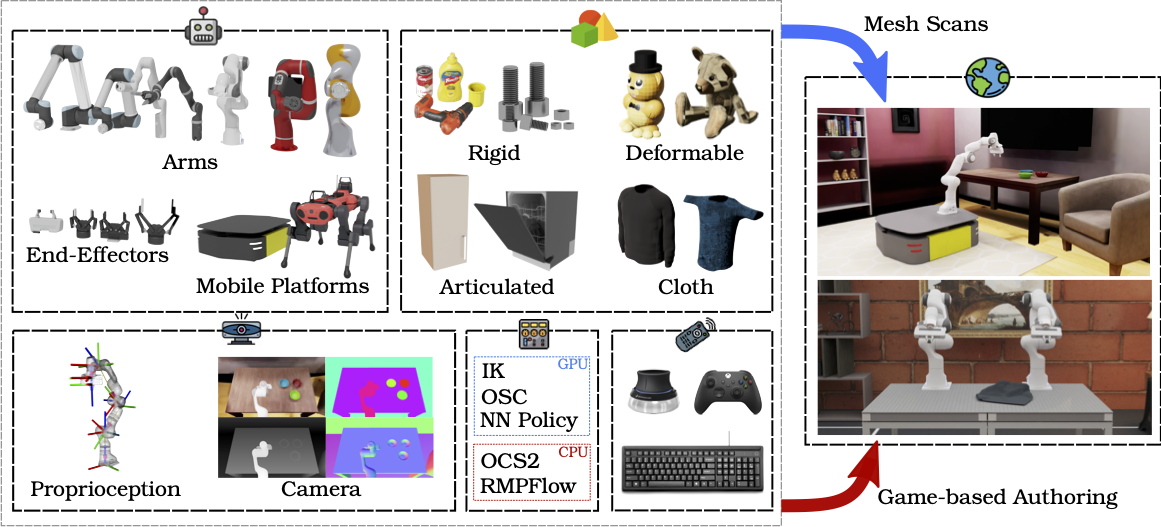 Mesh Scans
Arms
Rigid
Deformable
End-Effectors
Mobile Platforms
Articulated
Cloth
GPU
IK
OSC
NN Policy
CPU
OCS2
RMPFlow
Proprioception
Camera
Game-based Authoring